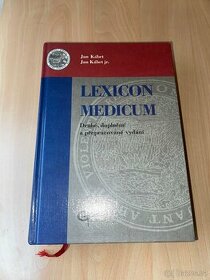 Jan Kábrt
Jan Kábrt jr.
LEXICON
MEDICUM
Druhé, doplněné
a přepracované vydání